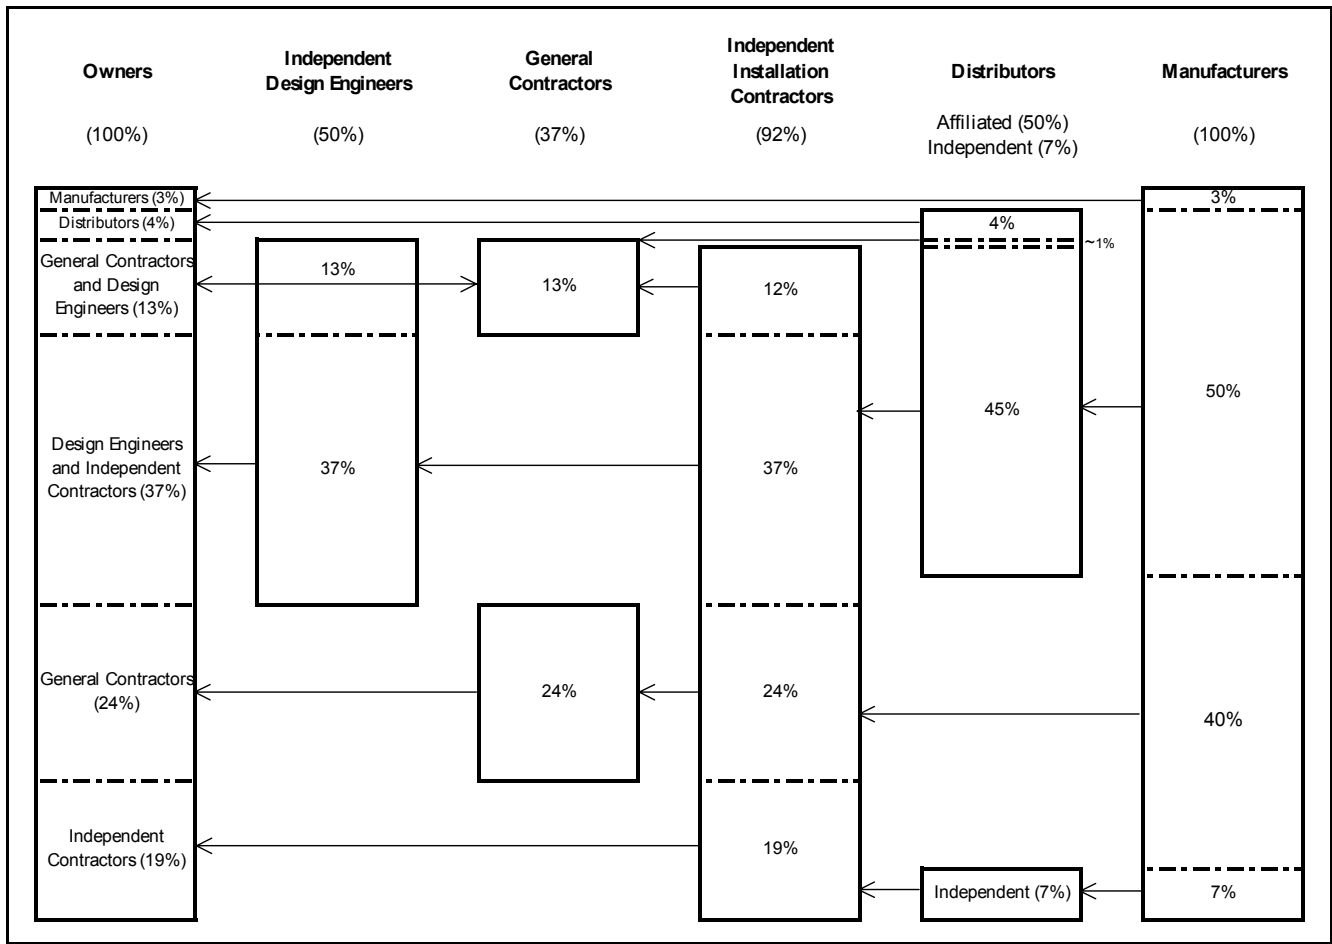 Owners
(100%)
Independent
Design Engineers
(50%)
General
Contractors
(37%)
Independent
Installation
Contractors
(92%)
Distributors
Affiliated (50%)
Independent (7%)
Manufacturers
(100%)
Manufacturers (3%)
Distributors (4%)
General Contractors
and Design
Engineers (13%)
Design Engineers
and Independent
Contractors (37%)
General Contractors
(24%)
Independent
Contractors (19%)
13%
37%
13%
24%
12%
37%
24%
19%
4%
~1%
45%
Independent (7%)
3%
50%
40%
7%